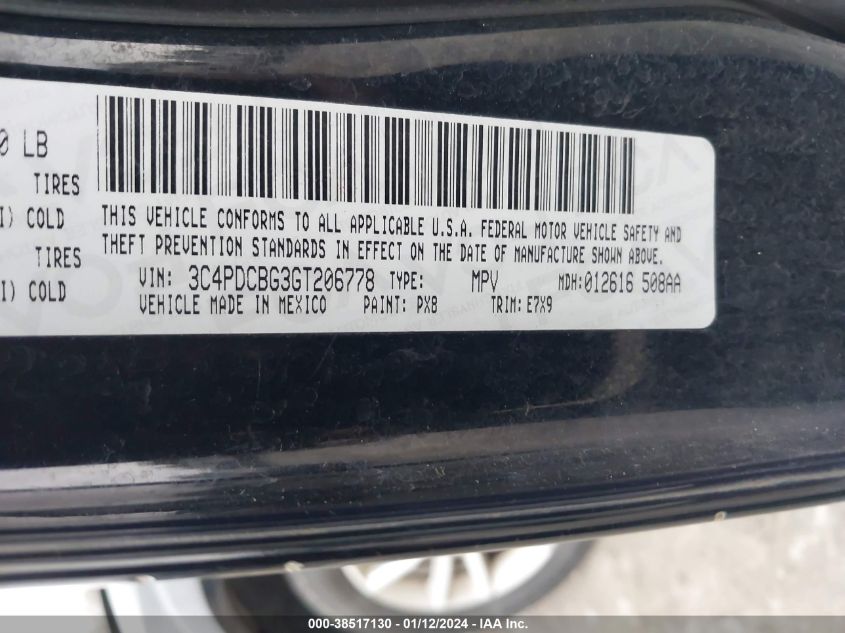 0 LB
TIRES
I) COLD
TIRES
I) COLD
THIS VEHICLE CONFORMS TO ALL APPLICABLE U.S.A. FEDERAL MOTOR VEHICLE SAFETY AND
THEFT PREVENTION STANDARDS IN EFFECT ON THE DATE OF MANUFACTURE SHOWN ABOVE.
VIN: 3C4PDCBG3GT206778 TYPE: MPV MDH:012616 508AA
VEHICLE MADE IN MEXICO PAINT: PX8 TRIM: E7X9
000-38517130 - 01/12/2024 - IAA Inc.